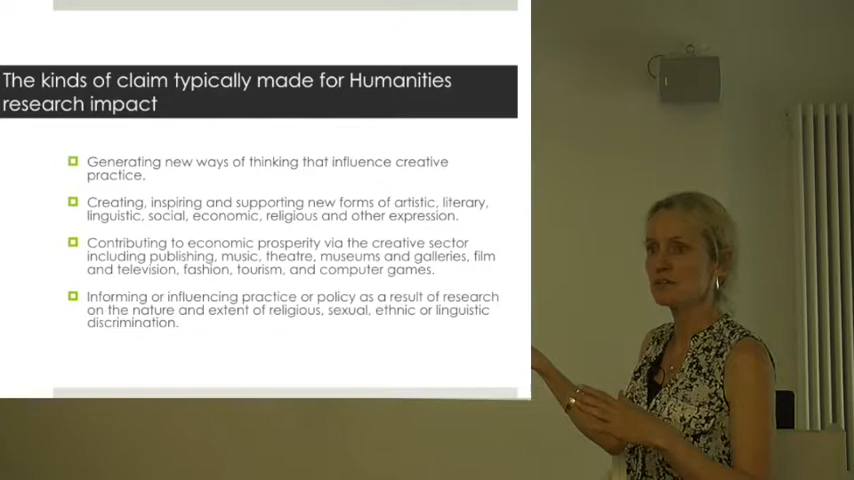 The kinds of claim typically made for Humanities
research impact
Generating new ways of thinking that influence creative
practice.
Creating, inspiring and supporting new forms of artistic, literary,
linguistic, social, economic, religious and other expression.
Contributing to economic prosperity via the creative sector
including publishing, music, theatre, museums and galleries, film
and television, fashion, tourism, and computer games.
Informing or influencing practice or policy as a result of research
on the nature and extent of religious, sexual, ethnic or linguistic
discrimination.